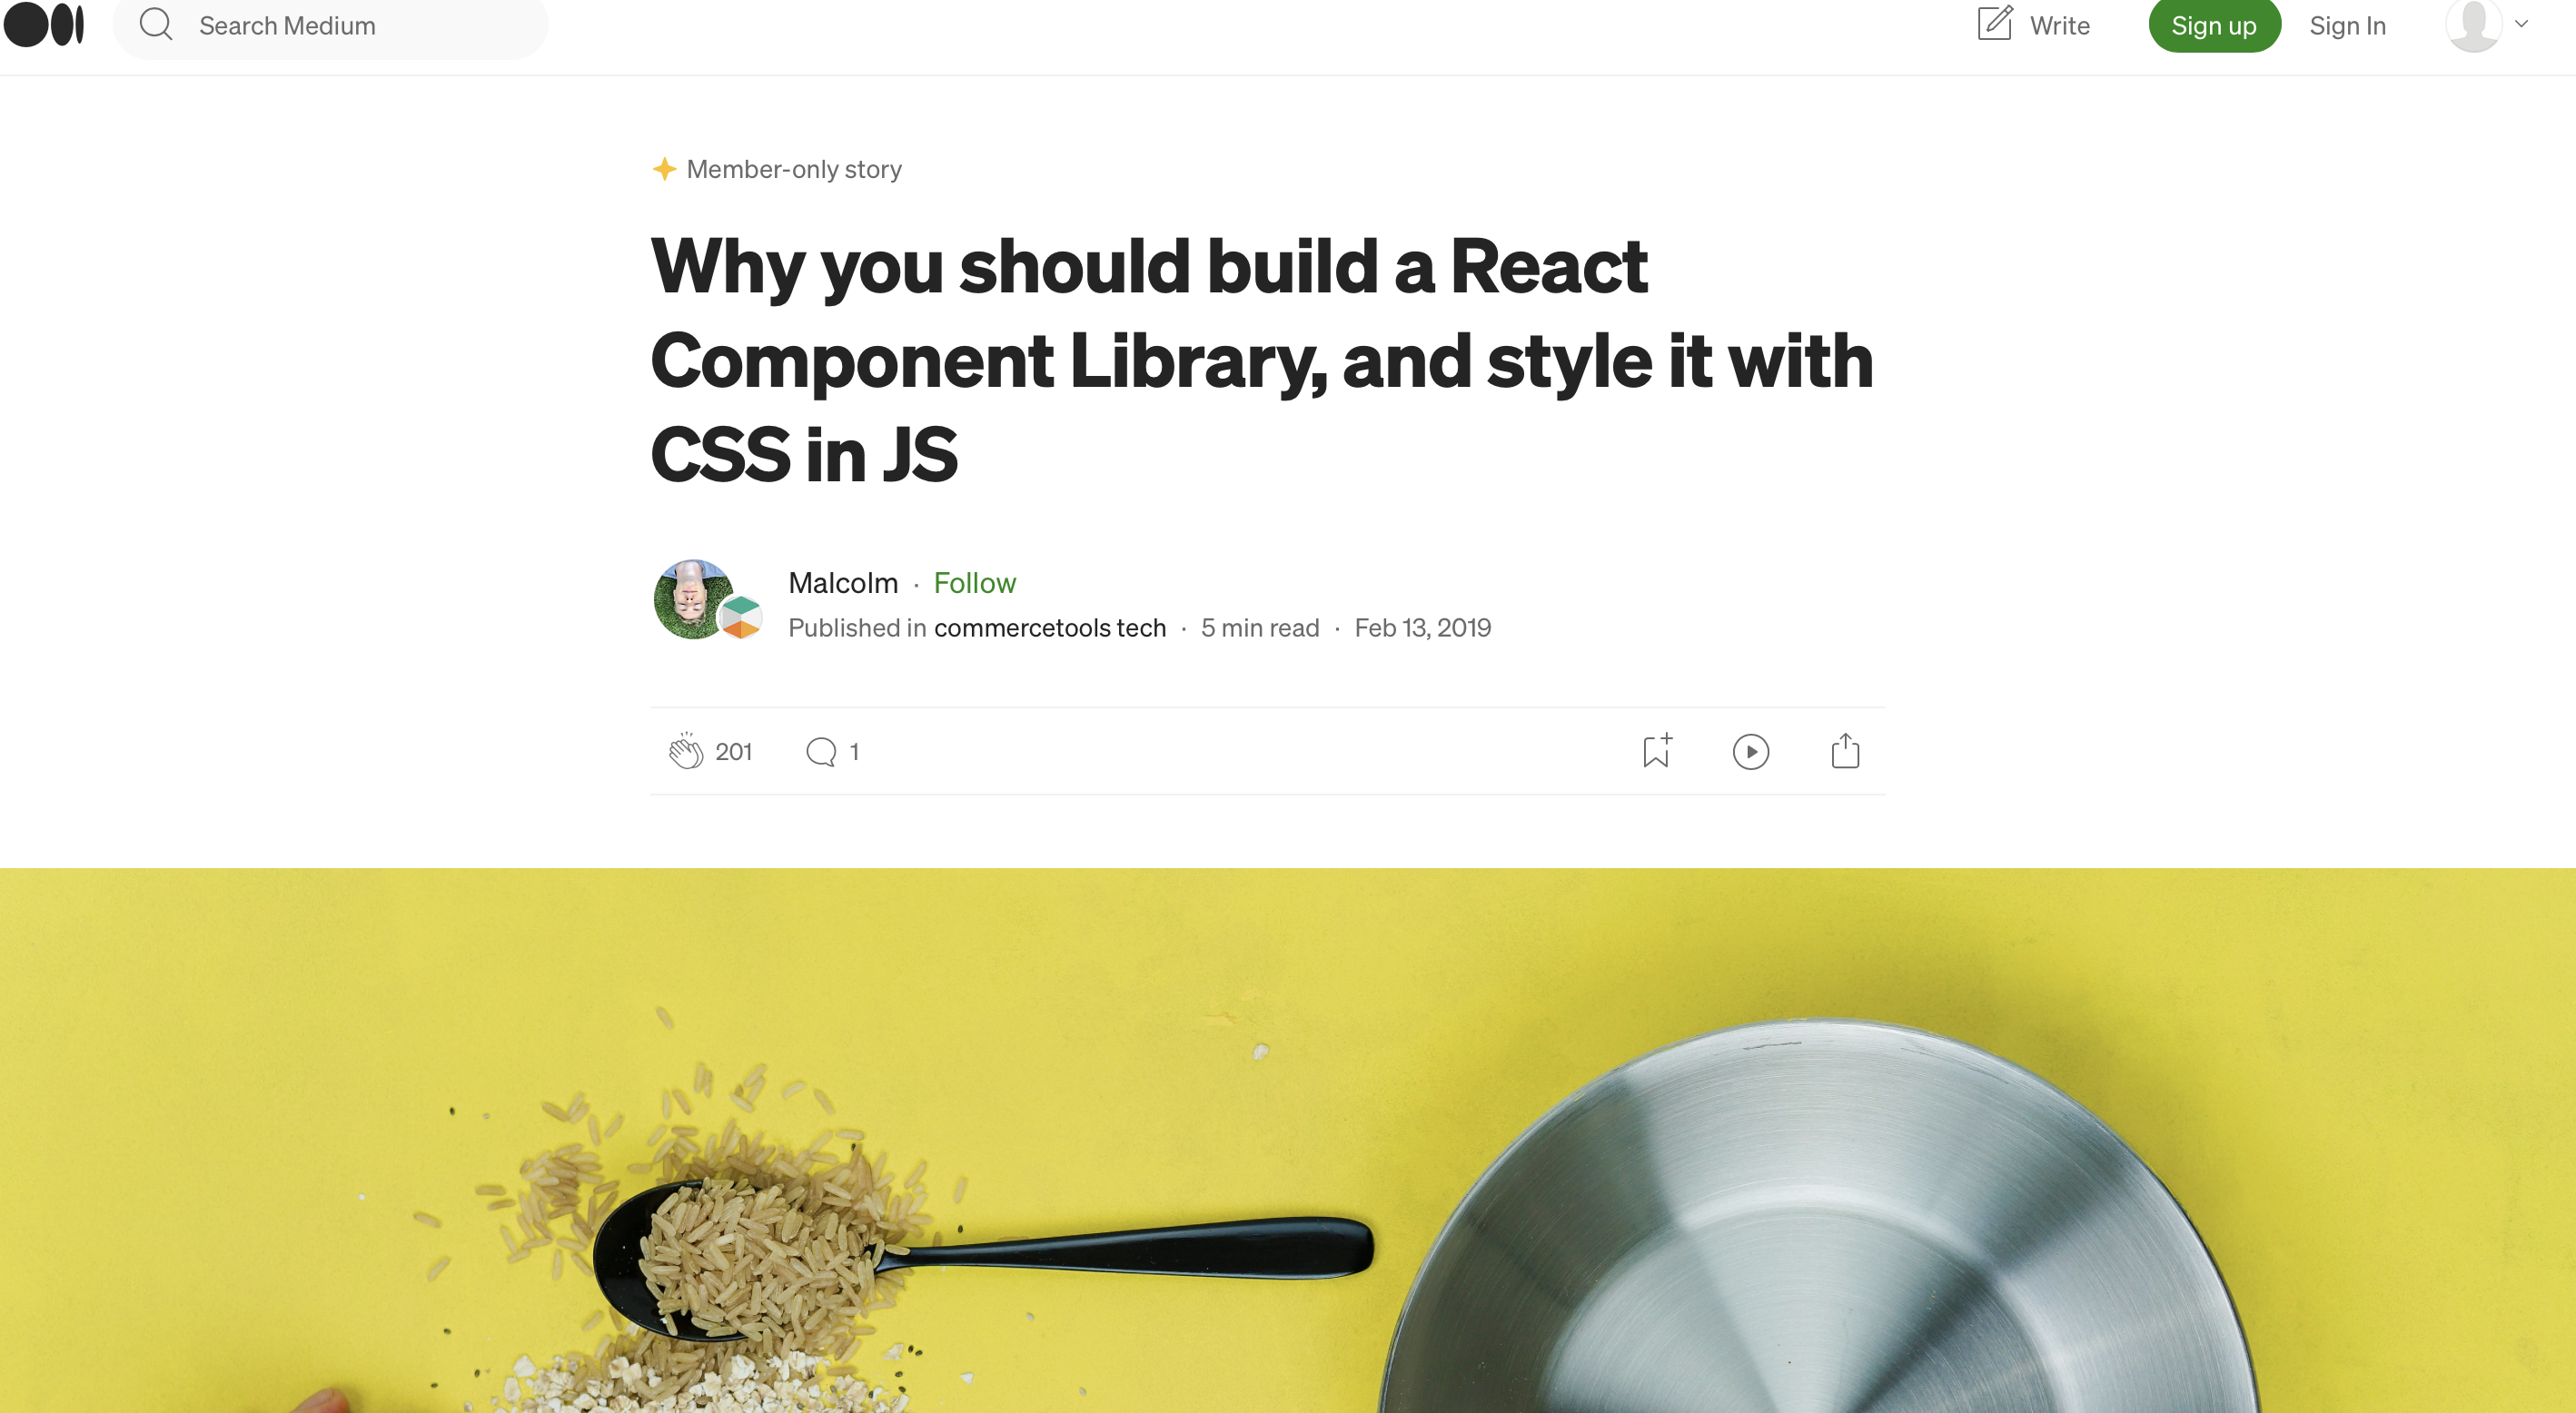 Search Medium
Write
Sign up
Sign In
Member-only story
Why you should build a React
Component Library, and style it with
CSS in JS
Malcolm · Follow
Published in commercetools tech · 5 min read · Feb 13, 2019
201
1